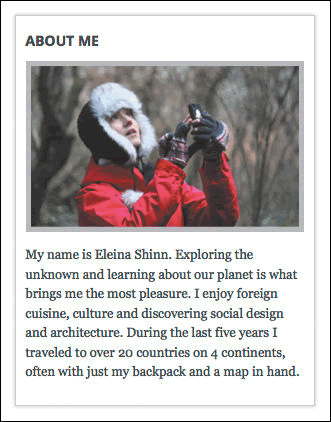 ABOUT ME
My name is Eleina Shinn. Exploring the
unknown and learning about our planet is what
brings me the most pleasure. I enjoy foreign
cuisine, culture and discovering social design
and architecture. During the last five years I
traveled to over 20 countries on 4 continents,
often with just my backpack and a map in hand.